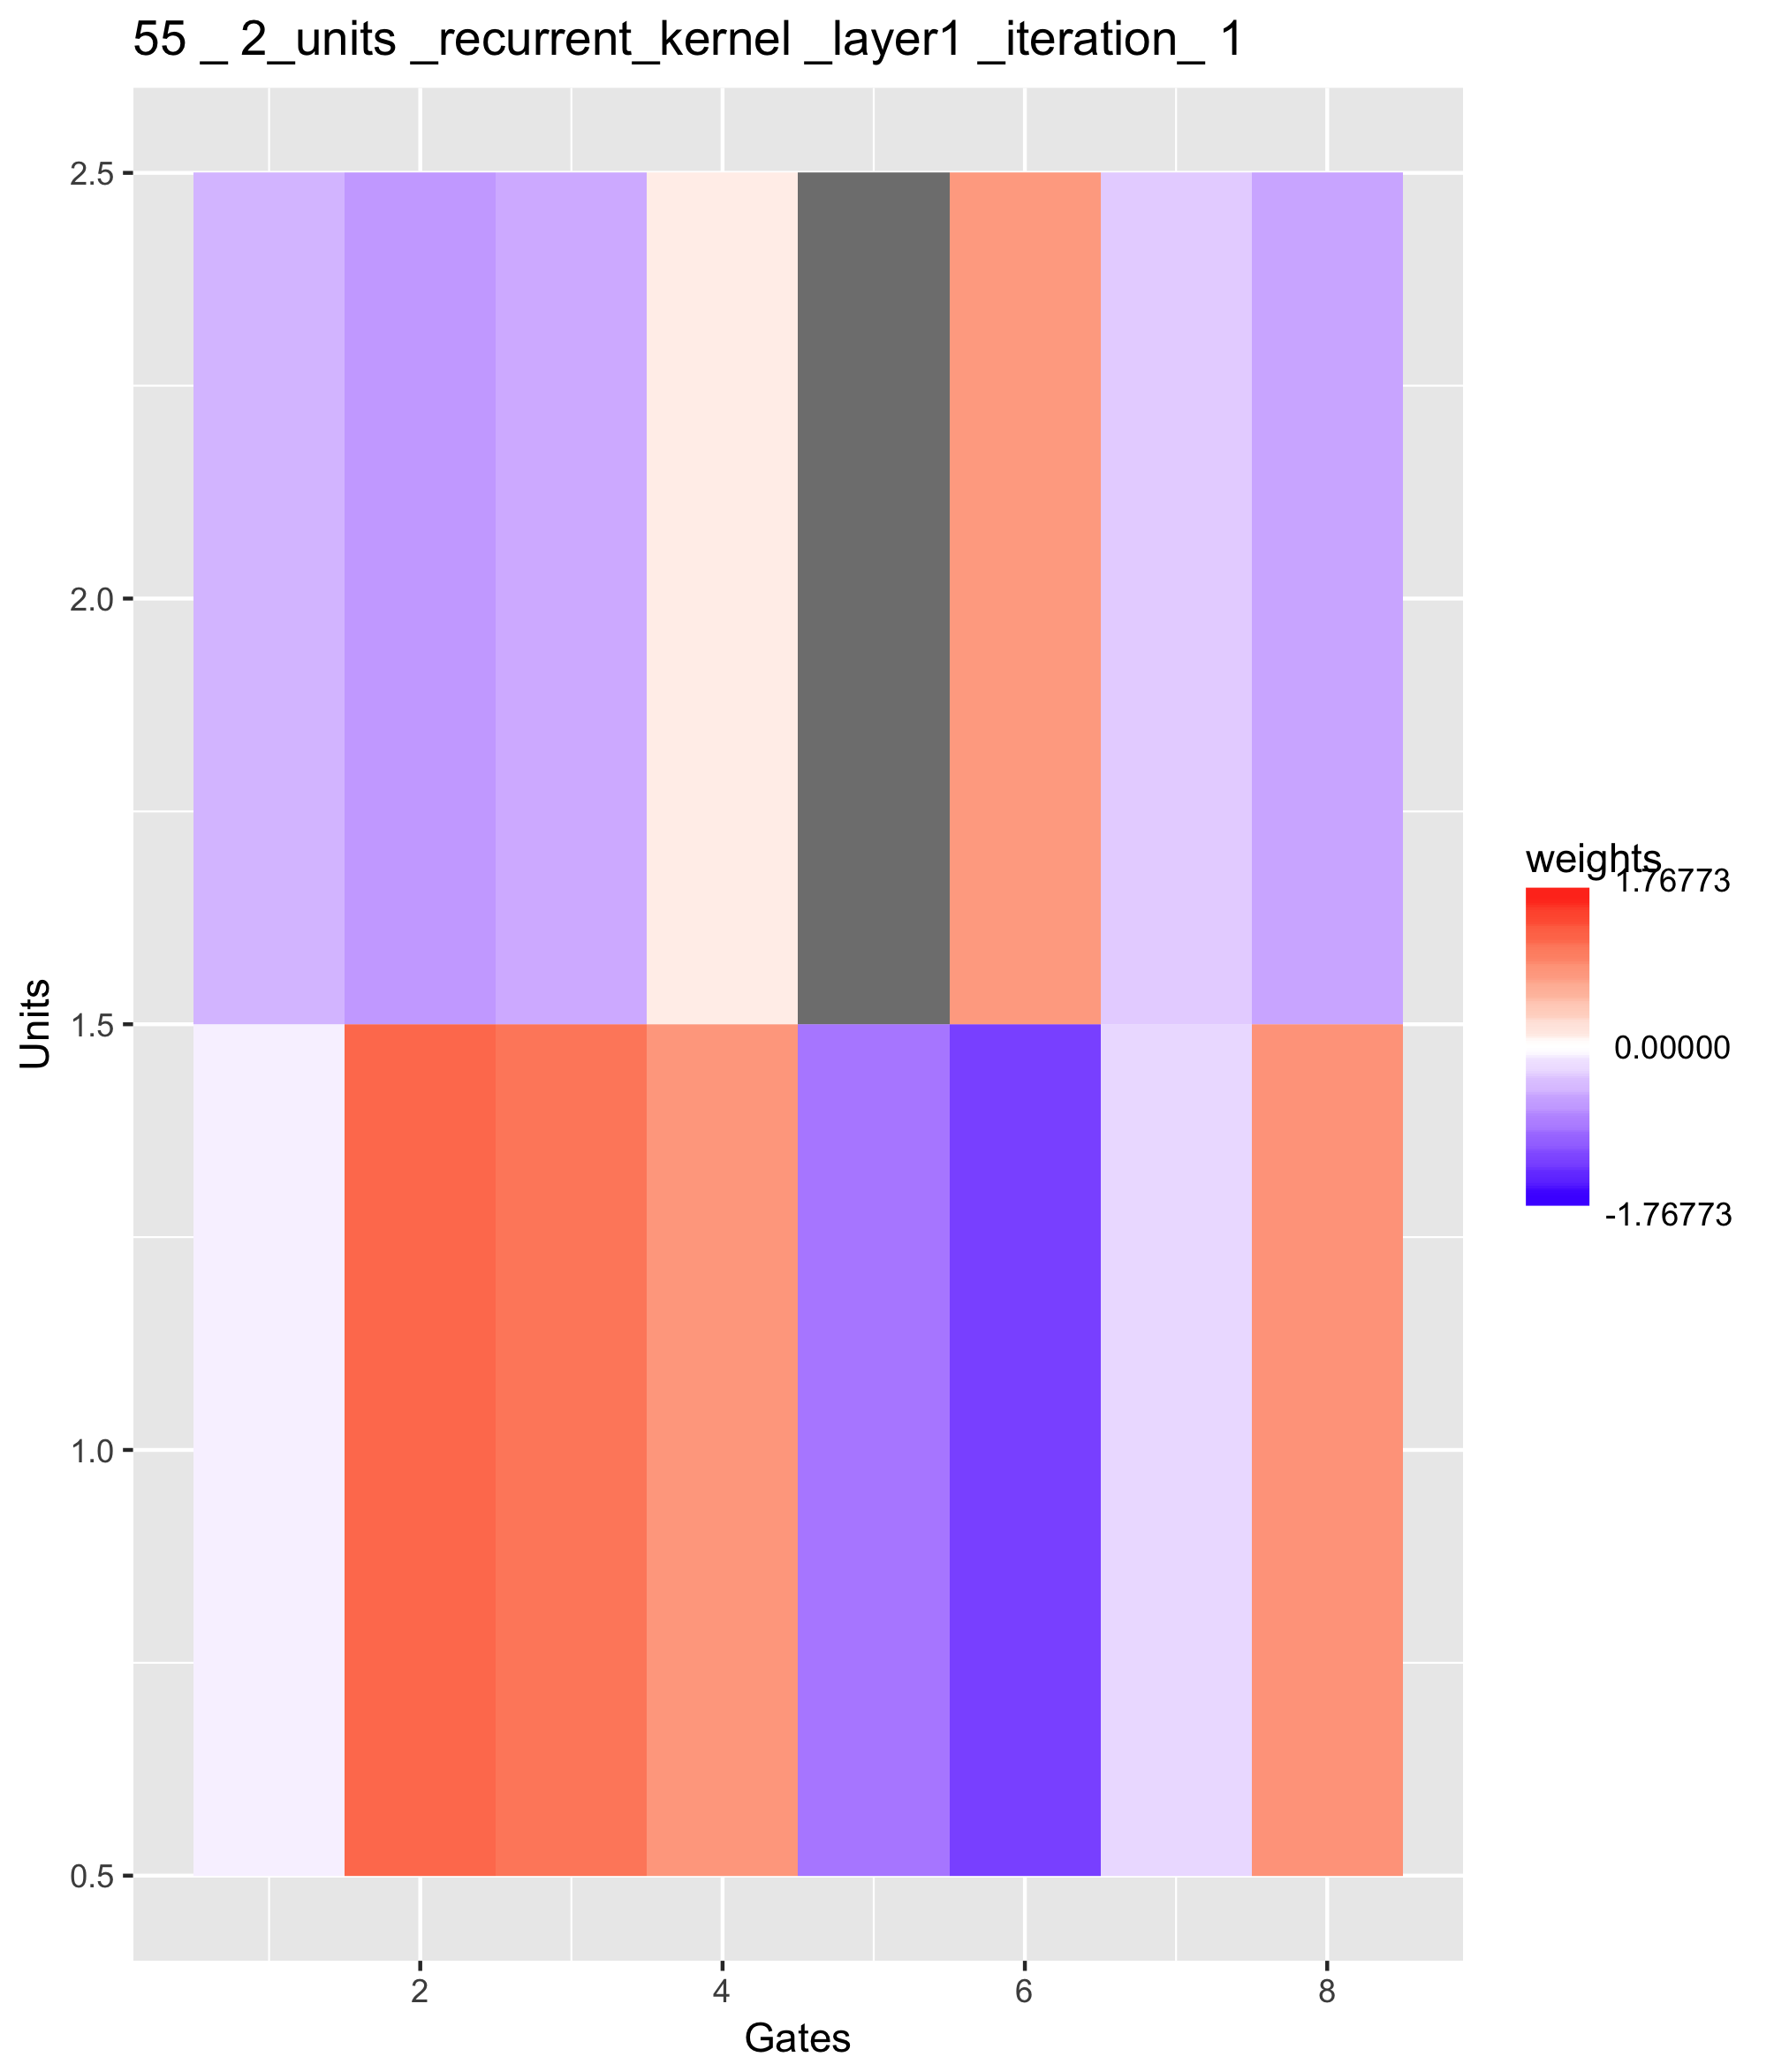 55 _ 2_units _recurrent_kernel _layer1 _iteration_ 1
2.5
2.0
1.5
1.0
0.5
Units
2 4 6 8
Gates
weights
1.76773
0.00000
-1.76773